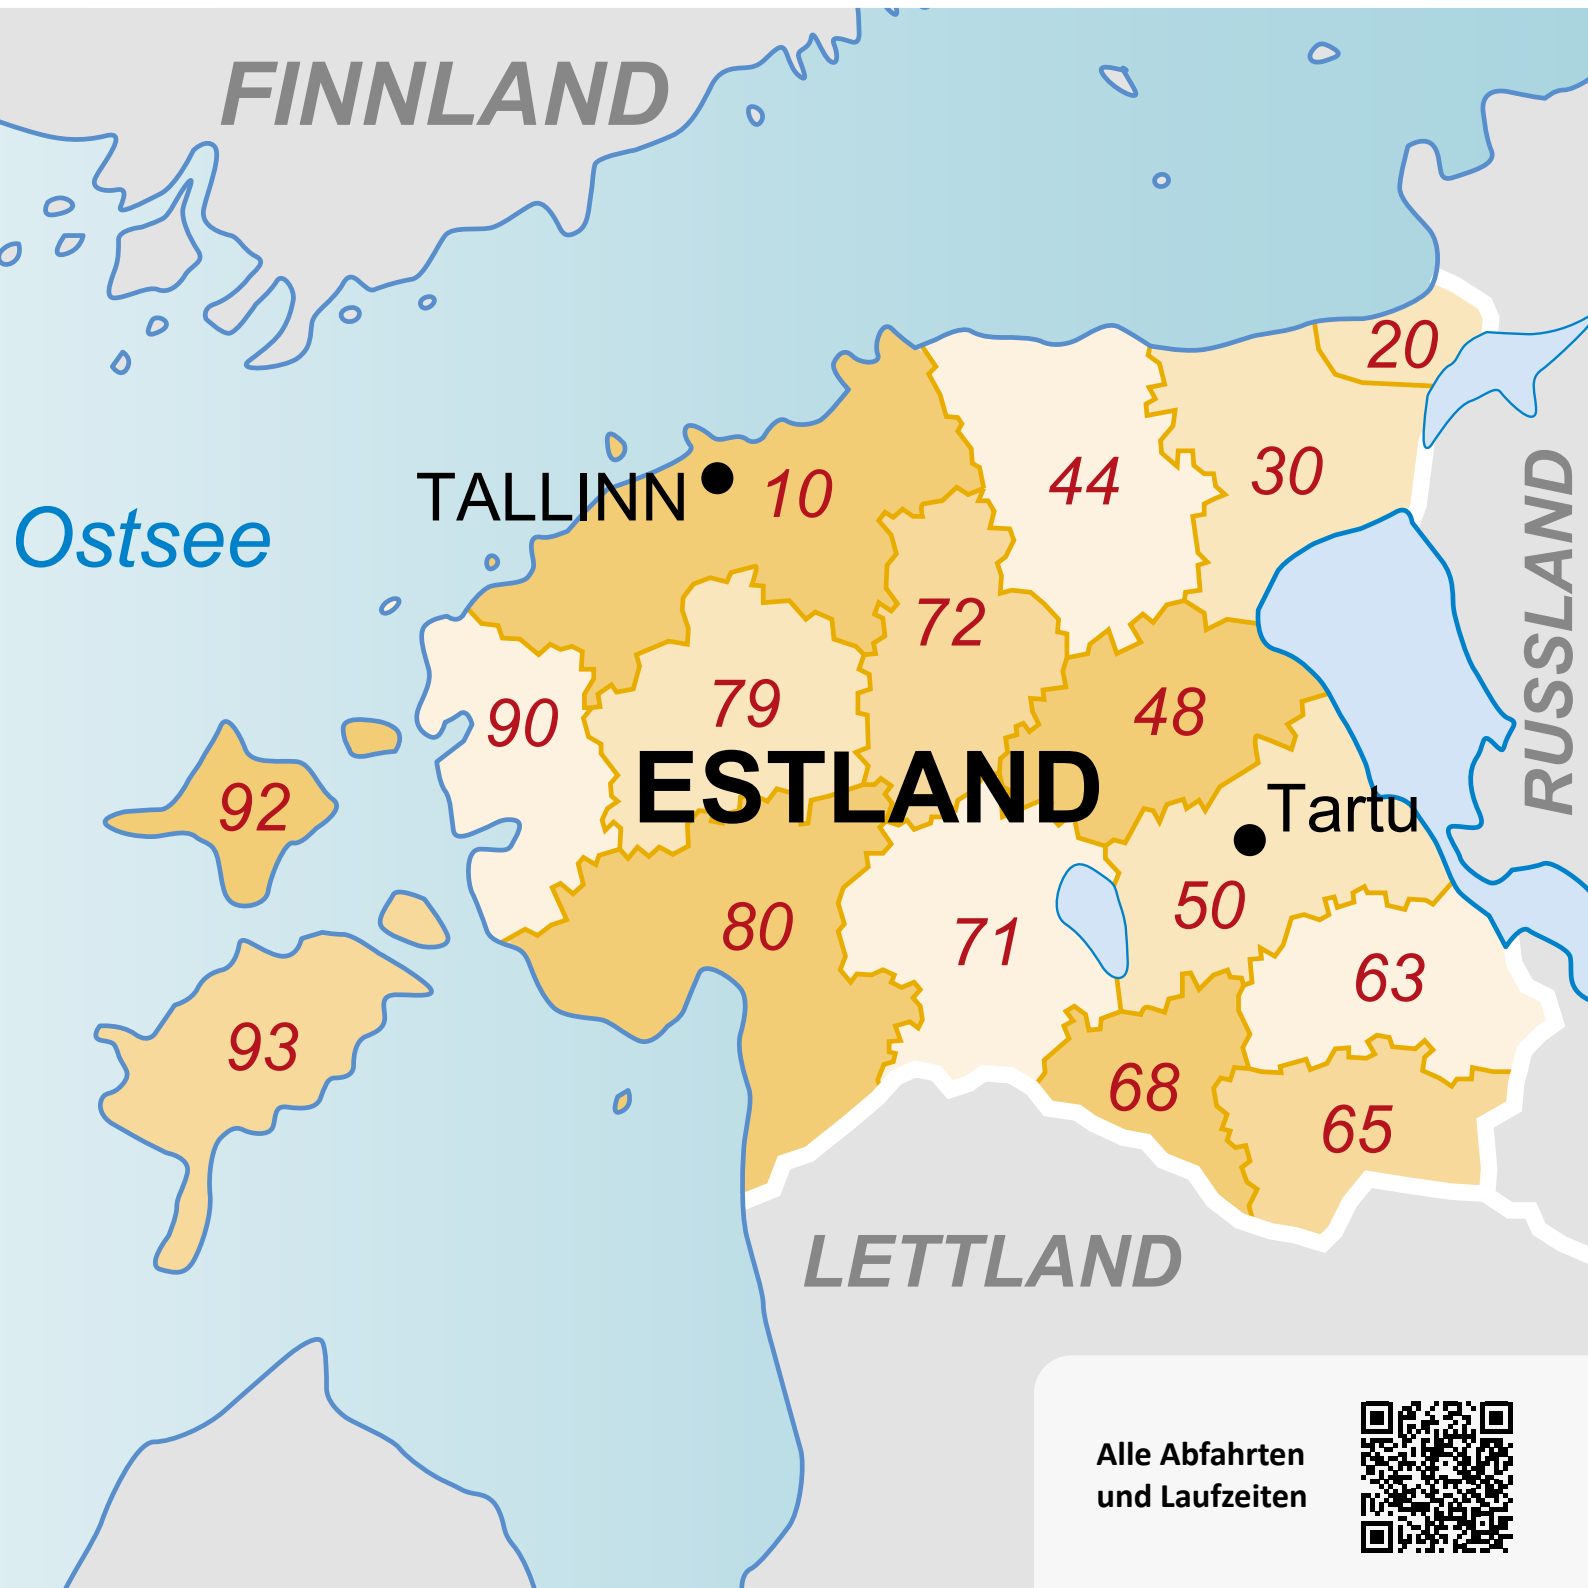 FINNLAND
20
TALLINN
10
44
30
Ostsee
RUSSLAND
72
90
79
48
ESTLAND
92
Tartu
80
71
50
63
93
68
65
LETTLAND
Alle Abfahrten
und Laufzeiten